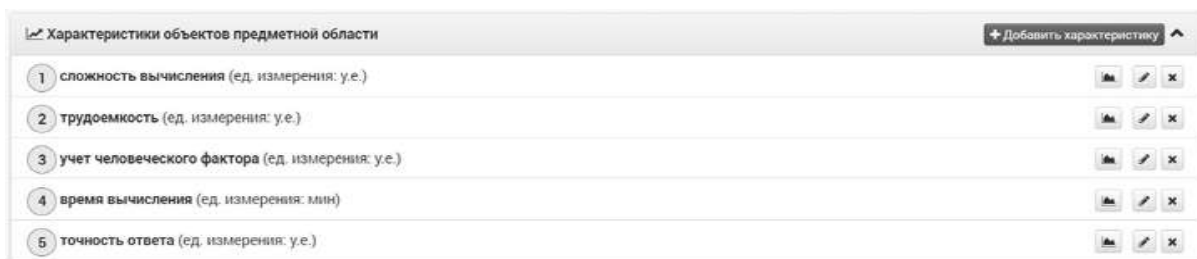 Характеристики объектов предметной области
+ Добавить характеристику
1 сложность вычисления (ед. измерения: у.е.)
2 трудоемкость (ед. измерения: у.е.)
3 учет человеческого фактора (ед. измерения: у.е.)
4 время вычисления (ед. измерения: мин)
5 точность ответа (ед. измерения: у.е.)